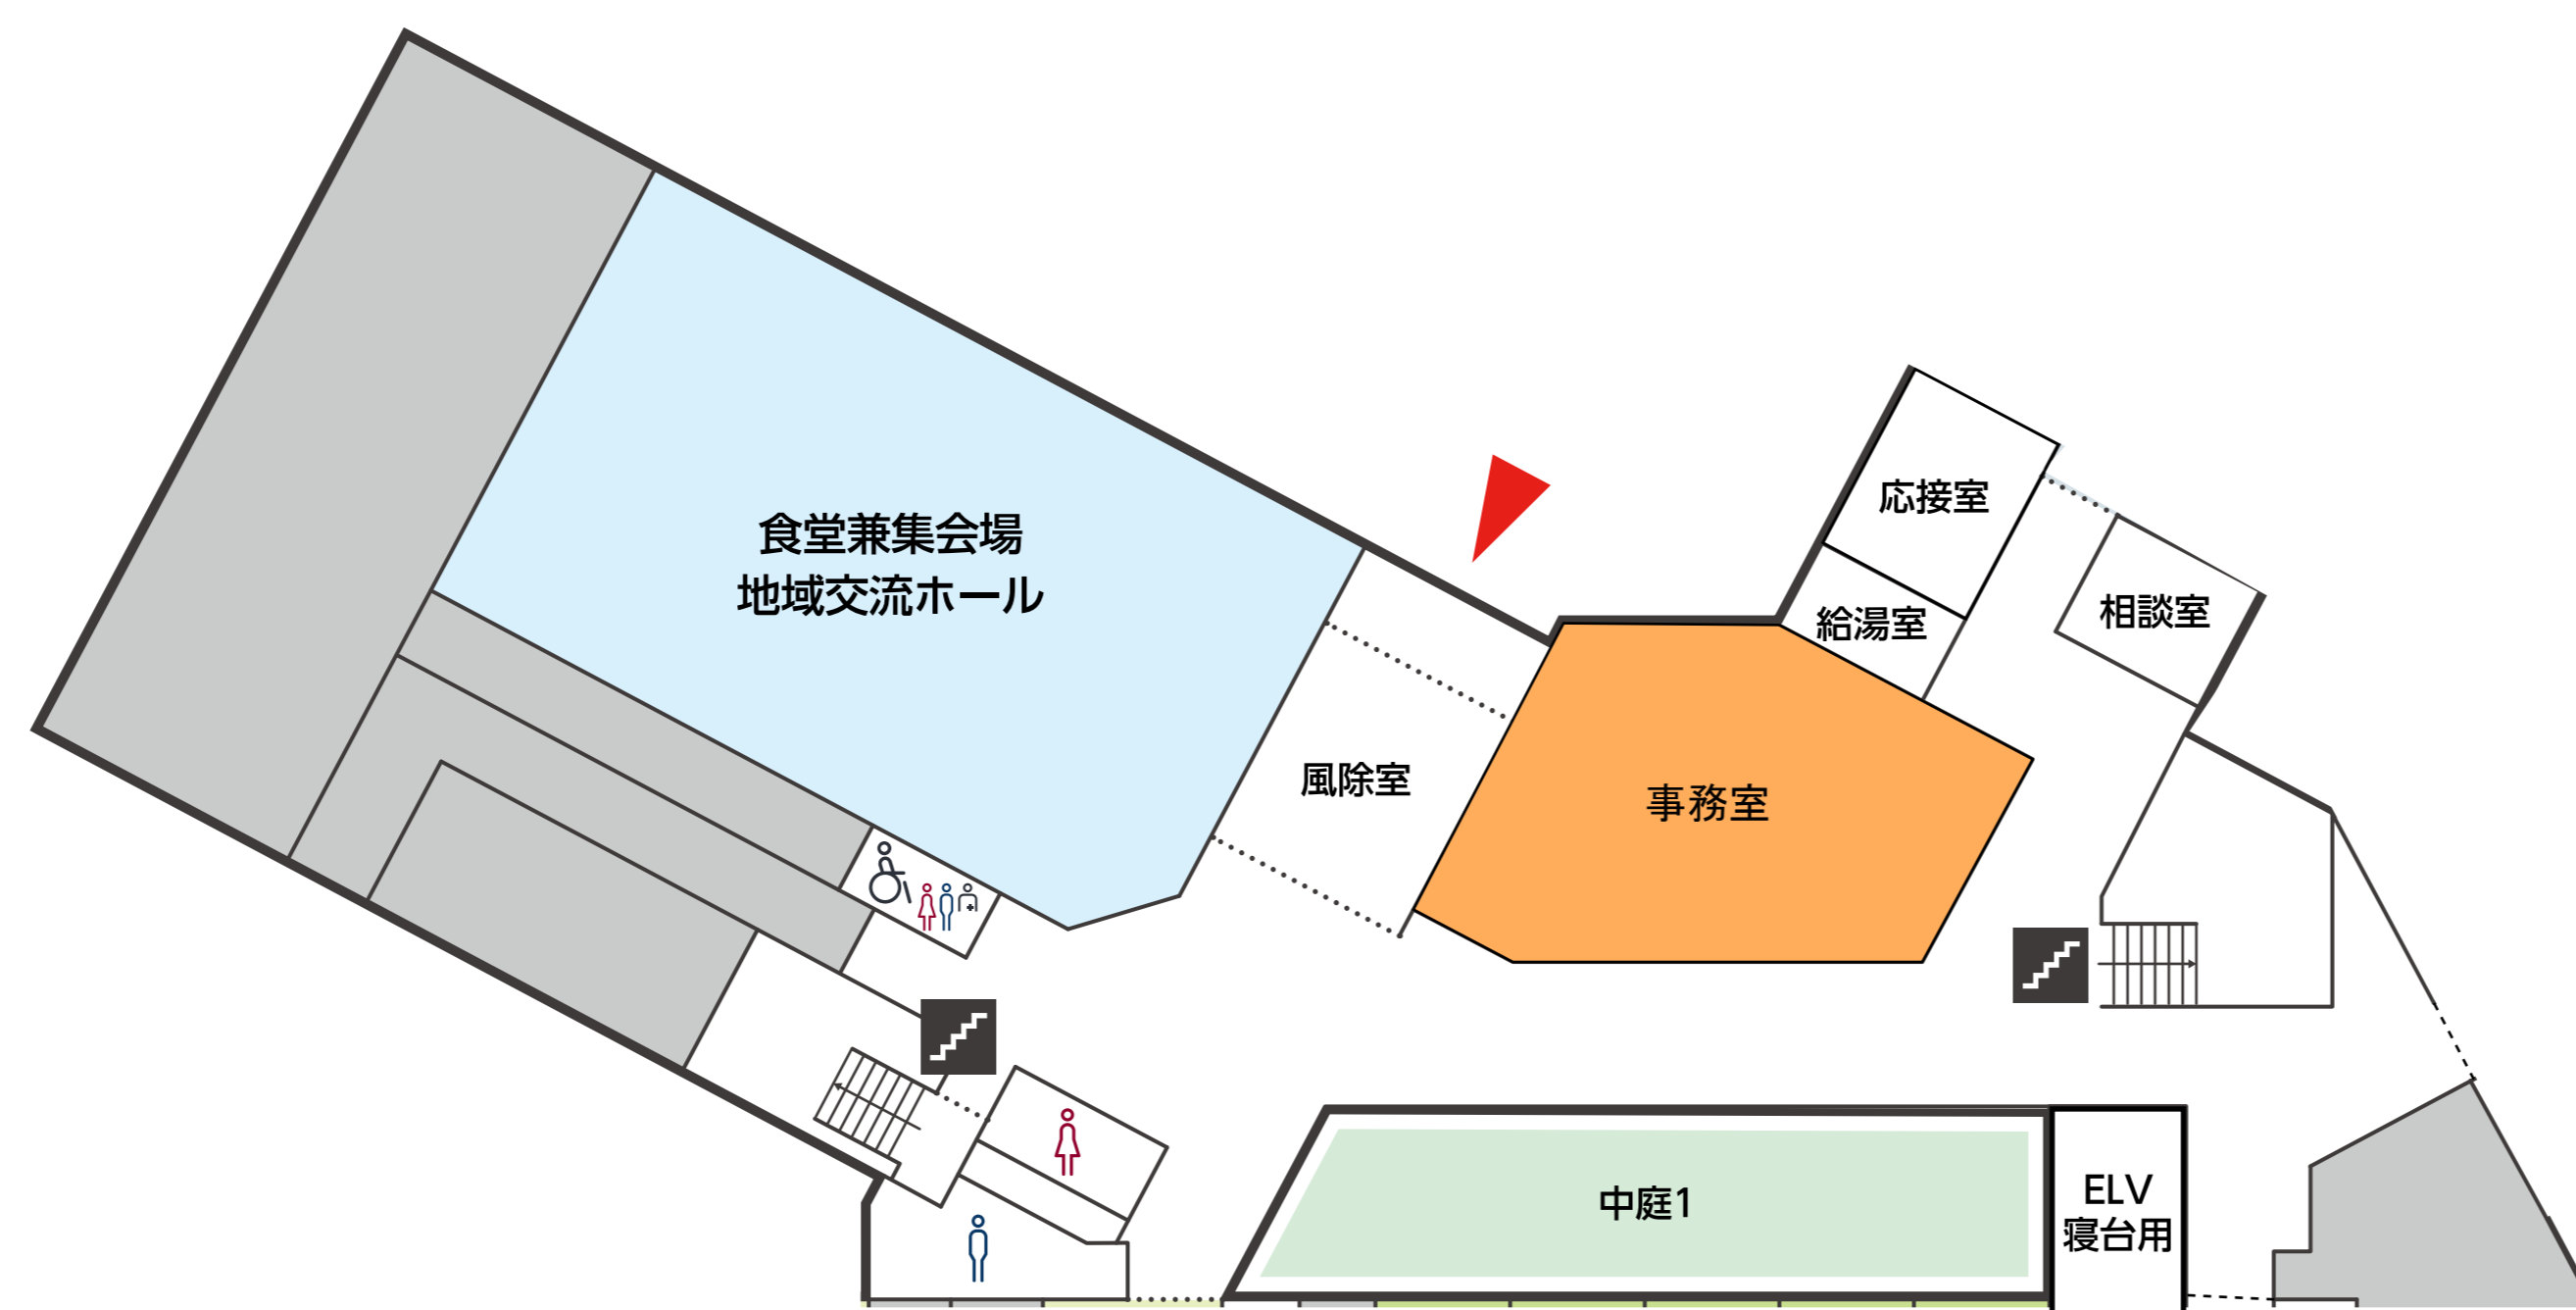 食堂兼集会場
地域交流ホール
風除室
事務室
応接室
給湯室
相談室
中庭1
ELV
寝台用